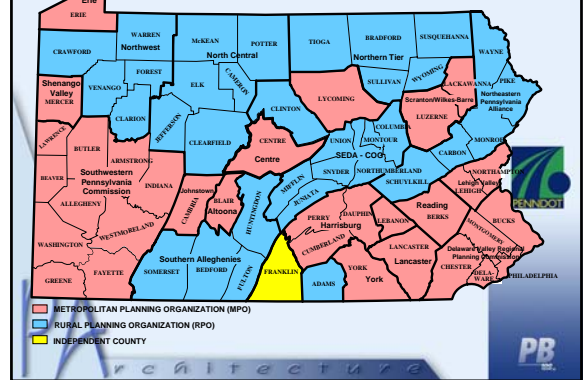 Erie
ERIE
CRAWFORD
WARREN
Northwest
McKEAN
POTTER
North Central
TIOGA
BRADFORD
SUSQUEHANNA
Northern Tier
WAYNE
FOREST
VENANGO
CLARION
ELK
CAMERON
JEFFERSON
CLEARFIELD
CLINTON
LYCOMING
SULLIVAN
WYOMING
LACKAWANNA
Scranton/Wilkes-Barre
LUZERNE
PIKE
Northeastern
Pennsylvania
Alliance
MONROE
CARBON
Shenango
Valley
MERCER
LAWRENCE
BUTLER
ARMSTRONG
Southwestern
Pennsylvania
Commission
BEAVER
ALLEGHENY
INDIANA
WESTMORELAND
WASHINGTON
GREENE
FAYETTE
Johnstown
CAMBRIA
BLAIR
Altoona
HUNTINGDON
CENTRE
Centre
UNION
COLUMBIA
MONTOUR
SEDA - COG
SNYDER
NORTHUMBERLAND
MIFFLIN
JUNIATA
SCHUYLKILL
NORTHAMPTON
Lehigh Valley
LEHIGH
PENNDOT
PERRY
DAUPHIN
Harrisburg
CUMBERLAND
LEBANON
Reading
BERKS
MONTGOMERY
BUCKS
Delaware Valley Regional
Planning Commission
CHESTER
DELA-
WARE
PHILADELPHIA
LANCASTER
Lancaster
YORK
York
ADAMS
FRANKLIN
FULTON
Southern Alleghenies
SOMERSET
BEDFORD
METROPOLITAN PLANNING ORGANIZATION (MPO)
RURAL PLANNING ORGANIZATION (RPO)
INDEPENDENT COUNTY
PA
rchitecture
PB